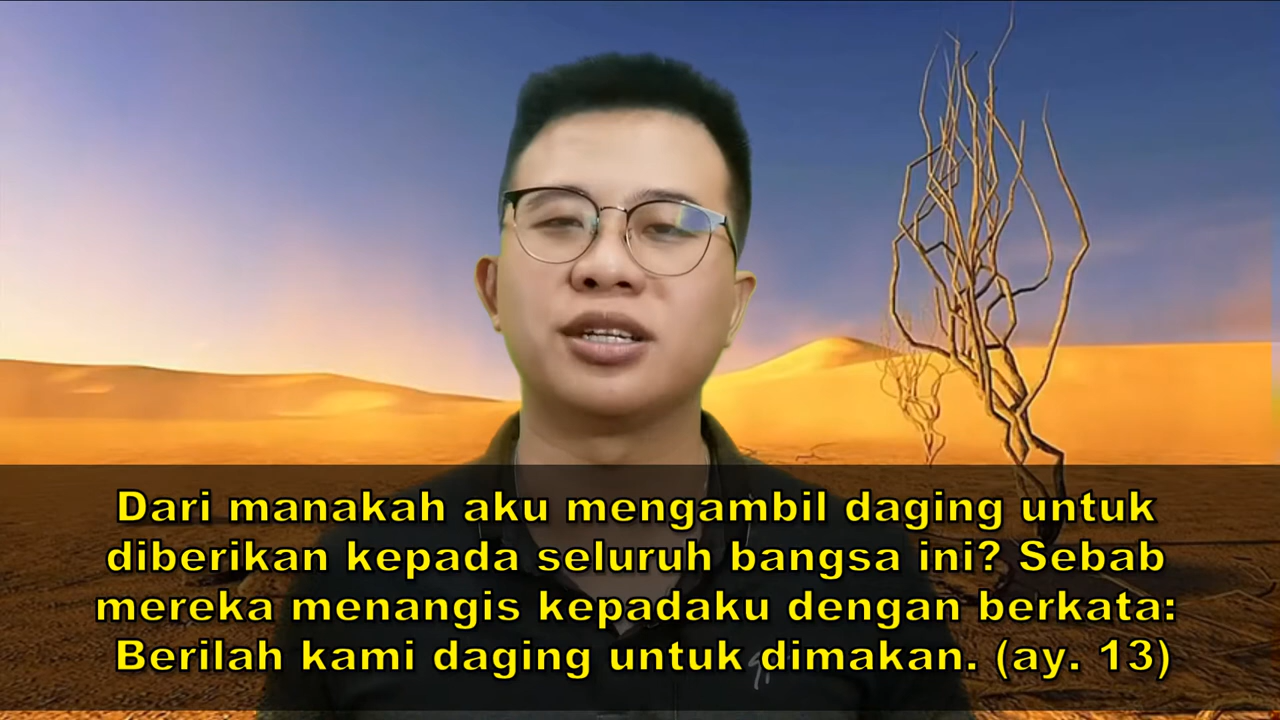 Dari manakah aku mengambil daging untuk
diberikan kepada seluruh bangsa ini? Sebab
mereka menangis kepadaku dengan berkata:
Berilah kami daging untuk dimakan. (ay. 13)